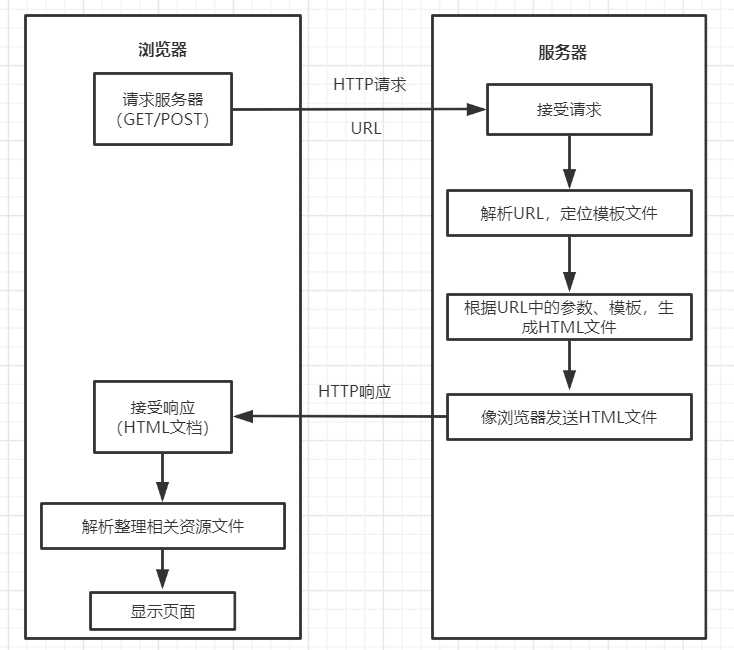 浏览器
请求服务器
（GET/POST）
HTTP请求
URL
服务器
接受请求
解析URL，定位模板文件
根据URL中的参数、模板，生
成HTML文件
像浏览器发送HTML文件
HTTP响应
接受响应
（HTML文档）
解析整理相关资源文件
显示页面